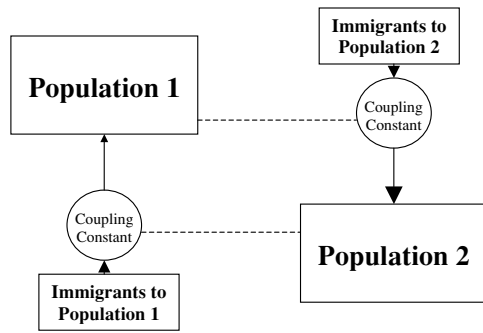 Immigrants to
Population 2
Population 1
Coupling
Constant
Coupling
Constant
Population 2
Immigrants to
Population 1